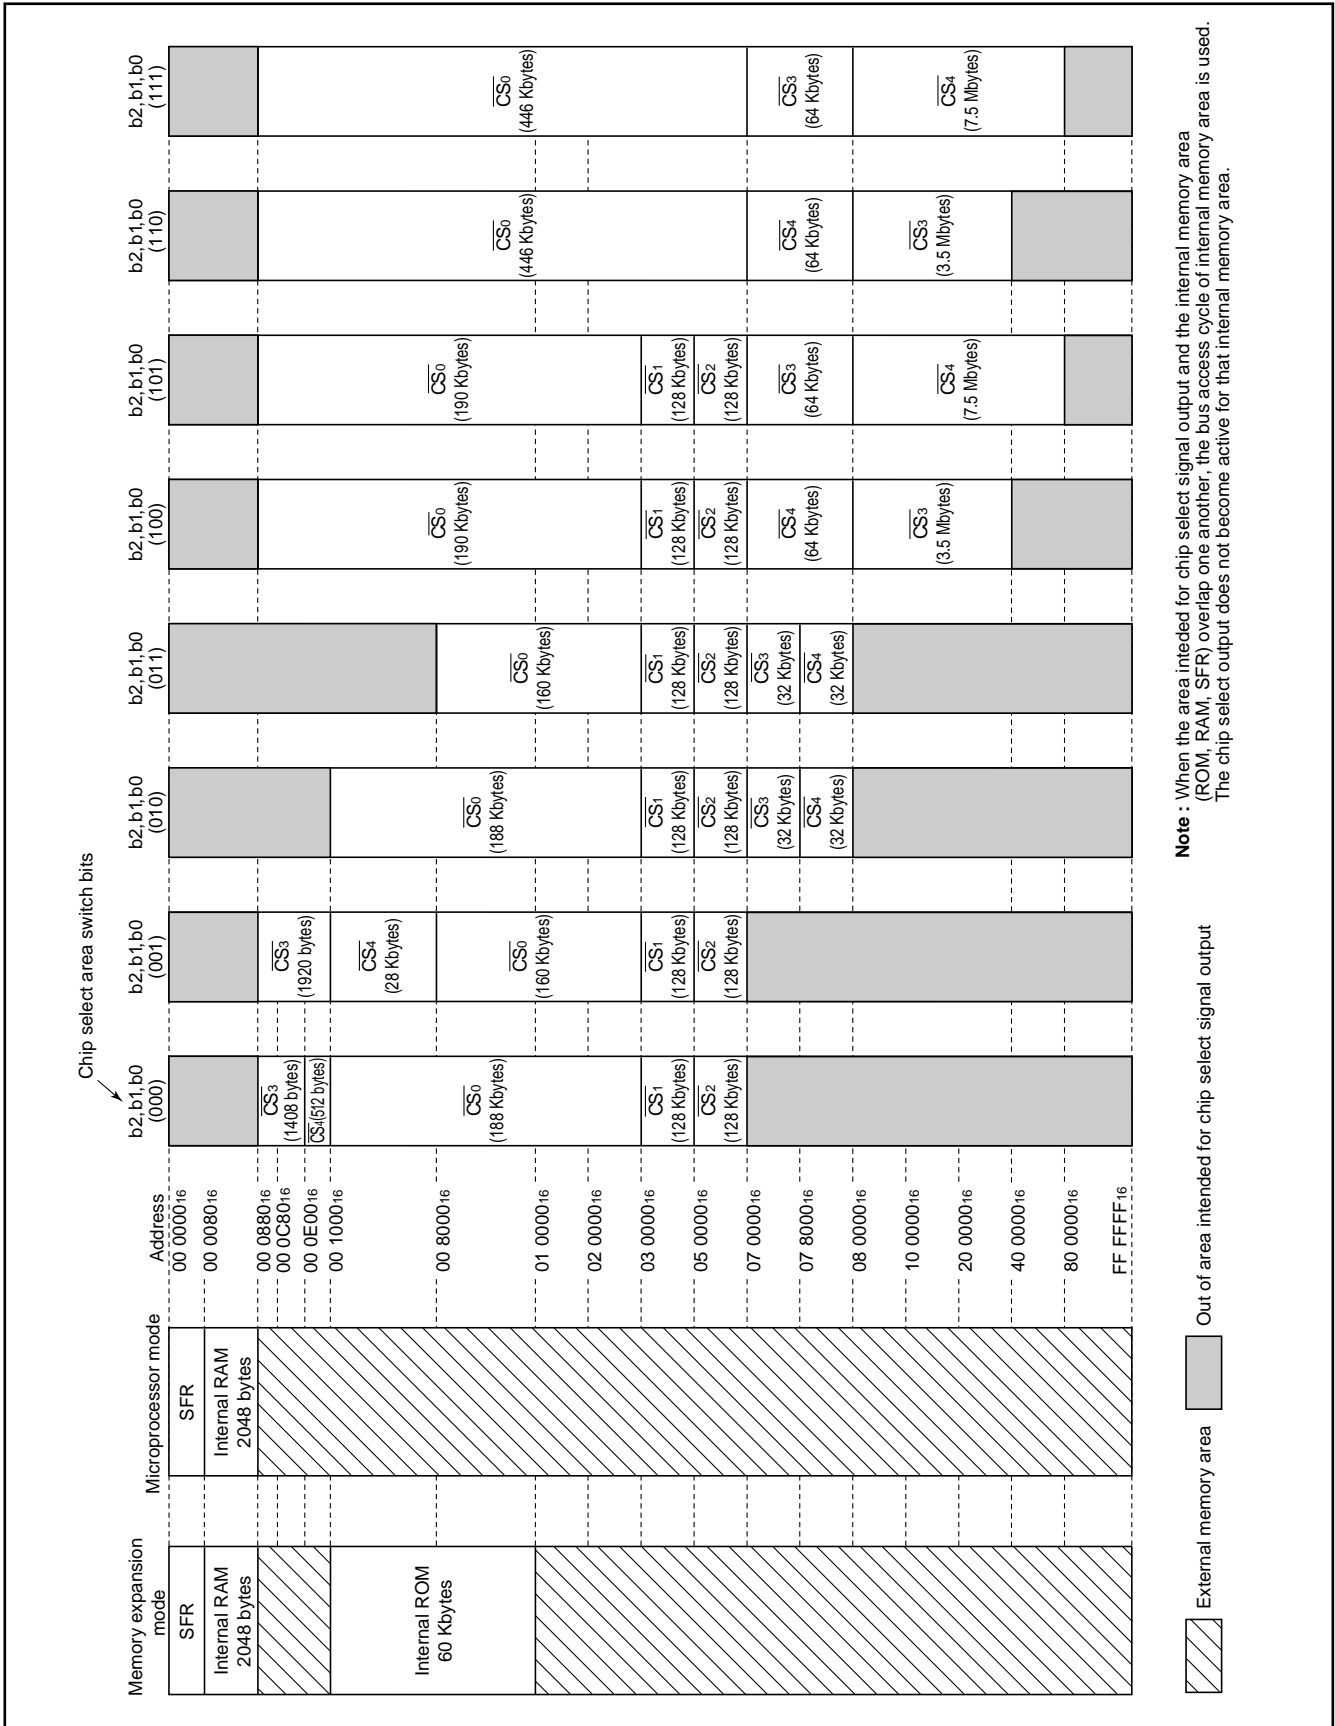 Memory expansion
mode
SFR
Internal RAM
2048 bytes
Internal ROM
60 Kbytes
Microprocessor mode
SFR
Internal RAM
2048 bytes
Address
00 0000₁₆
00 0080₁₆
00 0880₁₆
00 0C80₁₆
00 0E00₁₆
00 1000₁₆
00 8000₁₆
01 0000₁₆
02 0000₁₆
03 0000₁₆
05 0000₁₆
07 0000₁₆
07 8000₁₆
08 0000₁₆
10 0000₁₆
20 0000₁₆
40 0000₁₆
80 0000₁₆
FF FFFF₁₆
Chip select area switch bits
b2,b1,b0
(000)
CS3
(1408 bytes)
CS4(512 bytes)
CS0
(188 Kbytes)
CS1
(128 Kbytes)
CS2
(128 Kbytes)
b2,b1,b0
(001)
CS3
(1920 bytes)
CS4
(28 Kbytes)
CS0
(160 Kbytes)
CS1
(128 Kbytes)
CS2
(128 Kbytes)
b2,b1,b0
(010)
CS0
(188 Kbytes)
CS1
(128 Kbytes)
CS2
(128 Kbytes)
CS3
(32 Kbytes)
CS4
(32 Kbytes)
b2,b1,b0
(011)
CS0
(160 Kbytes)
CS1
(128 Kbytes)
CS2
(128 Kbytes)
CS3
(32 Kbytes)
CS4
(32 Kbytes)
b2,b1,b0
(100)
CS0
(190 Kbytes)
CS1
(128 Kbytes)
CS2
(128 Kbytes)
CS4
(64 Kbytes)
CS3
(3.5 Mbytes)
b2,b1,b0
(101)
CS0
(190 Kbytes)
CS1
(128 Kbytes)
CS2
(128 Kbytes)
CS3
(64 Kbytes)
CS4
(7.5 Mbytes)
b2,b1,b0
(110)
CS0
(446 Kbytes)
CS4
(64 Kbytes)
CS3
(3.5 Mbytes)
b2,b1,b0
(111)
CS0
(446 Kbytes)
CS3
(64 Kbytes)
CS4
(7.5 Mbytes)
External memory area
Out of area intended for chip select signal output
Note : When the area inteded for chip select signal output and the internal memory area
(ROM, RAM, SFR) overlap one another, the bus access cycle of internal memory area is used.
The chip select output does not become active for that internal memory area.